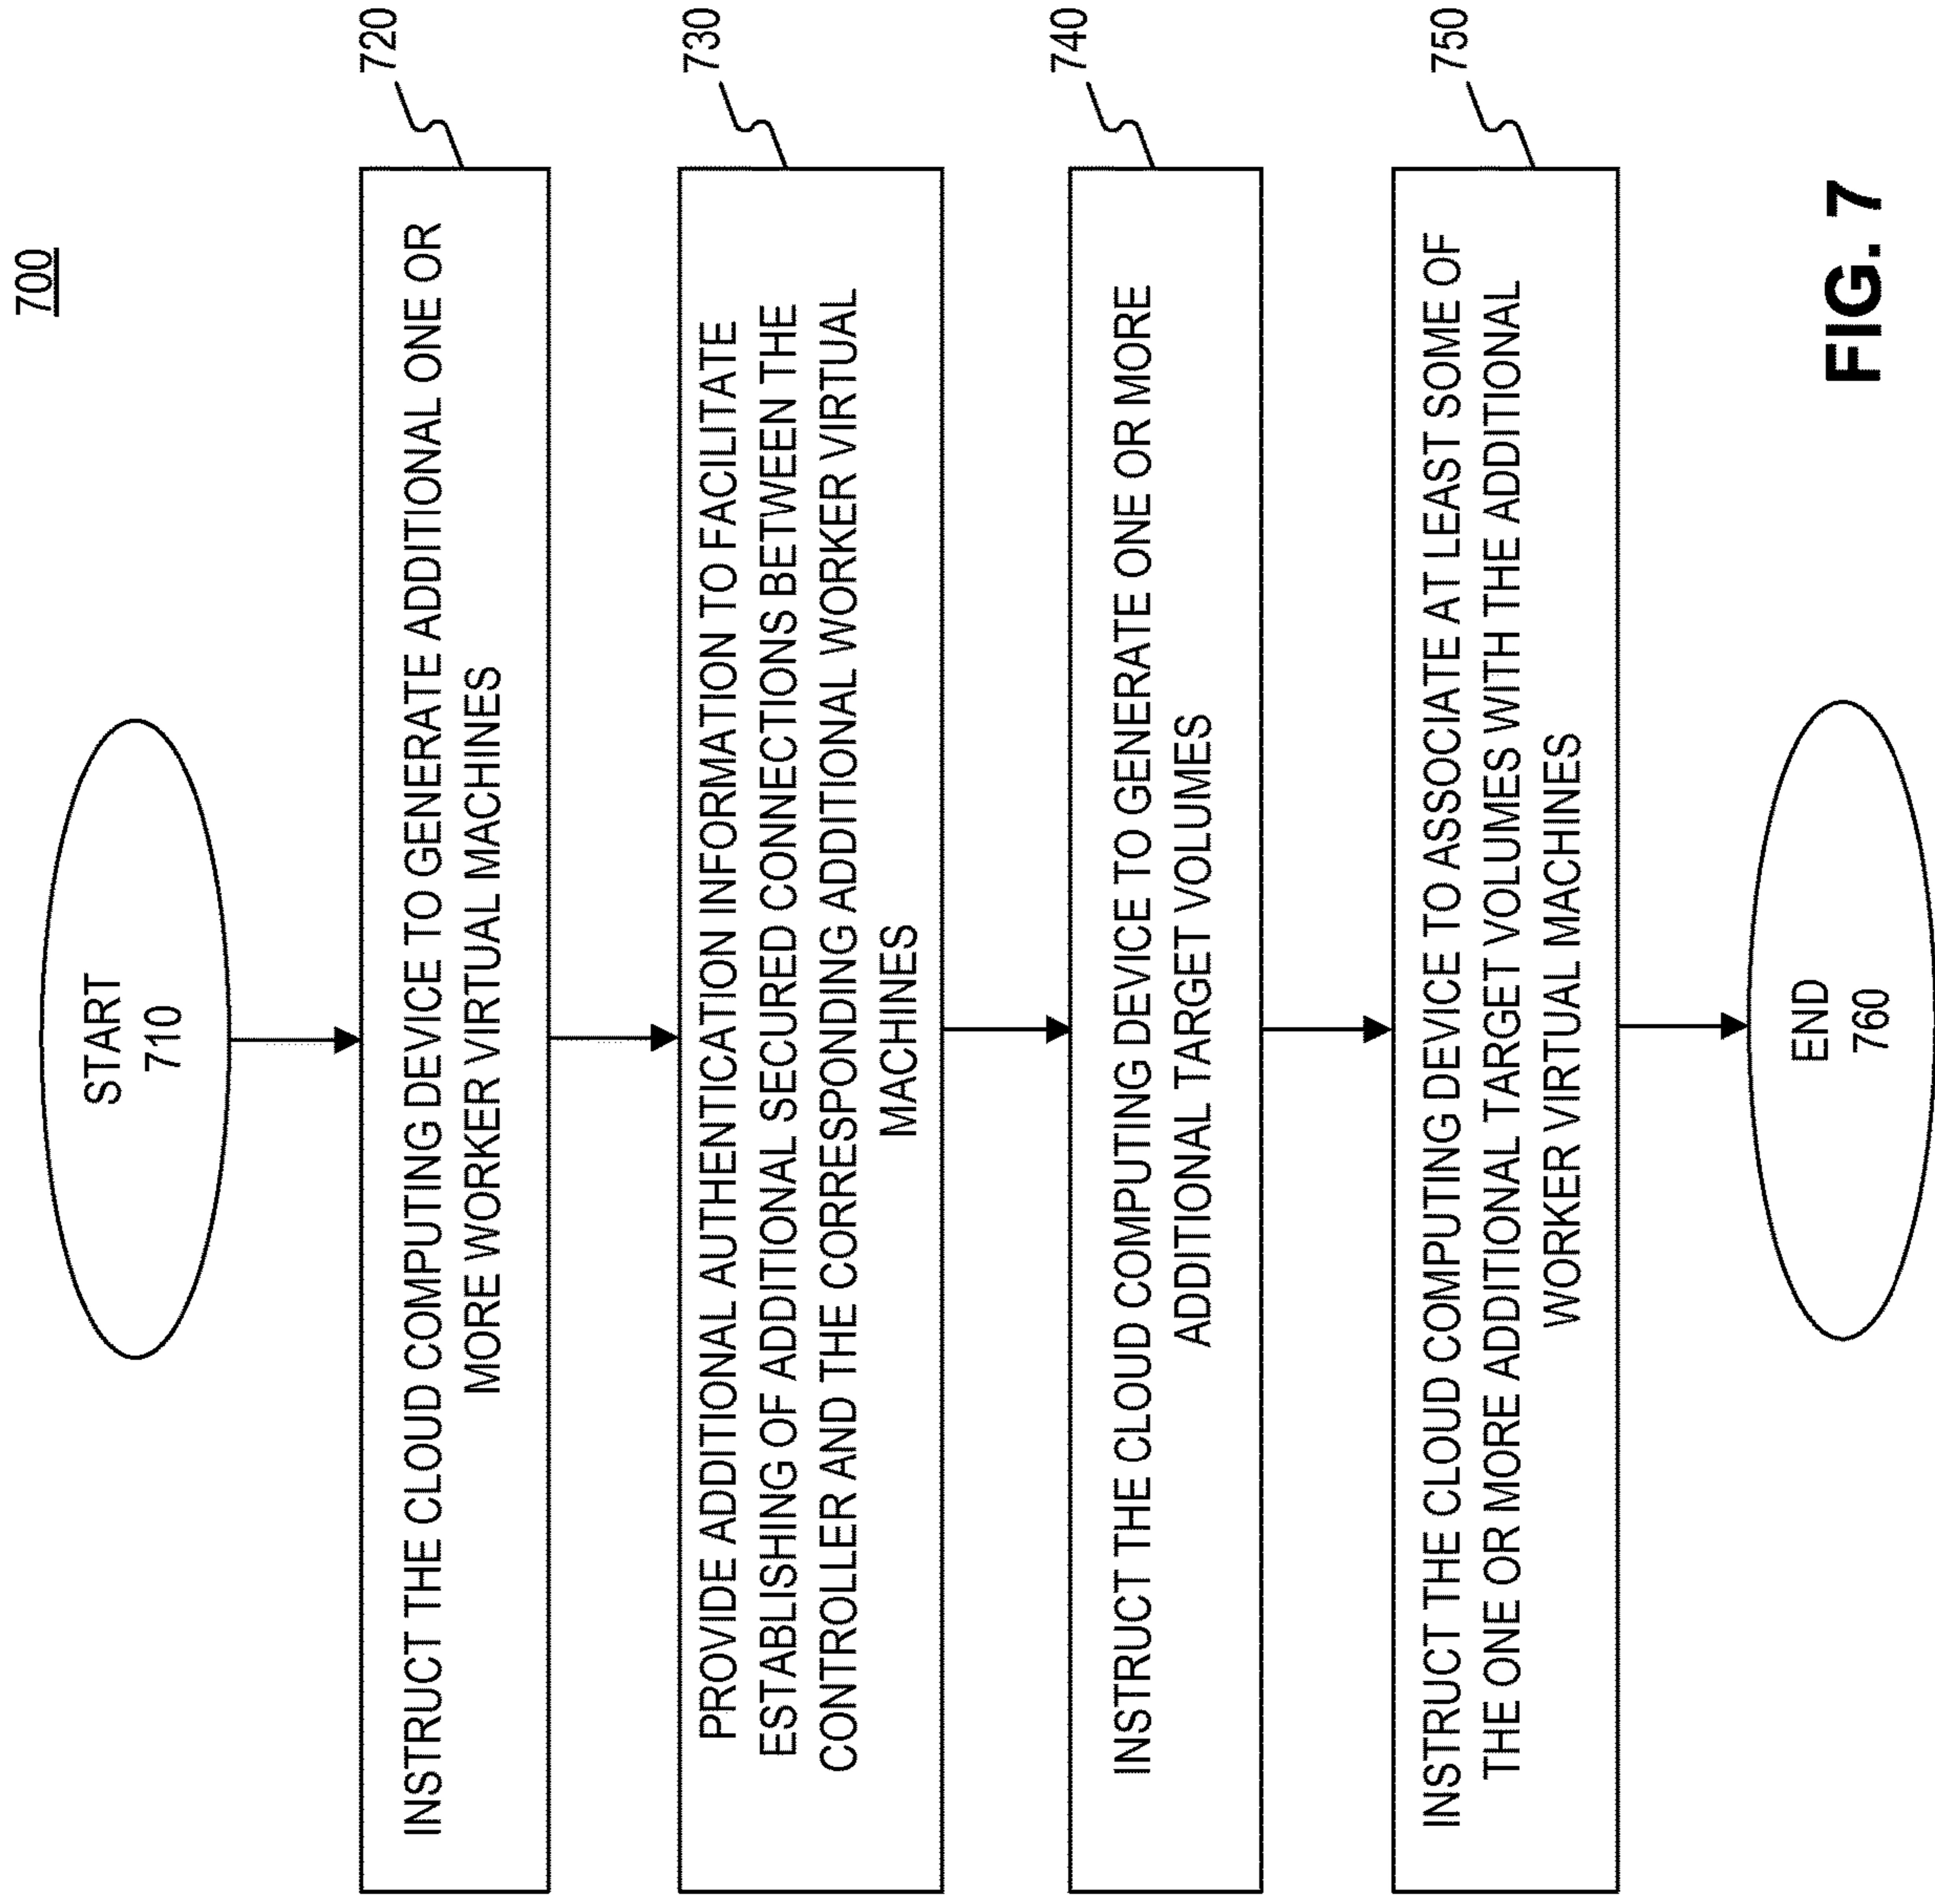 700
START
710
INSTRUCT THE CLOUD COMPUTING DEVICE TO GENERATE ADDITIONAL ONE OR
MORE WORKER VIRTUAL MACHINES
720
PROVIDE ADDITIONAL AUTHENTICATION INFORMATION TO FACILITATE
ESTABLISHING OF ADDITIONAL SECURED CONNECTIONS BETWEEN THE
CONTROLLER AND THE CORRESPONDING ADDITIONAL WORKER VIRTUAL
MACHINES
730
INSTRUCT THE CLOUD COMPUTING DEVICE TO GENERATE ONE OR MORE
ADDITIONAL TARGET VOLUMES
740
INSTRUCT THE CLOUD COMPUTING DEVICE TO ASSOCIATE AT LEAST SOME OF
THE ONE OR MORE ADDITIONAL TARGET VOLUMES WITH THE ADDITIONAL
WORKER VIRTUAL MACHINES
750
END
760
FIG. 7